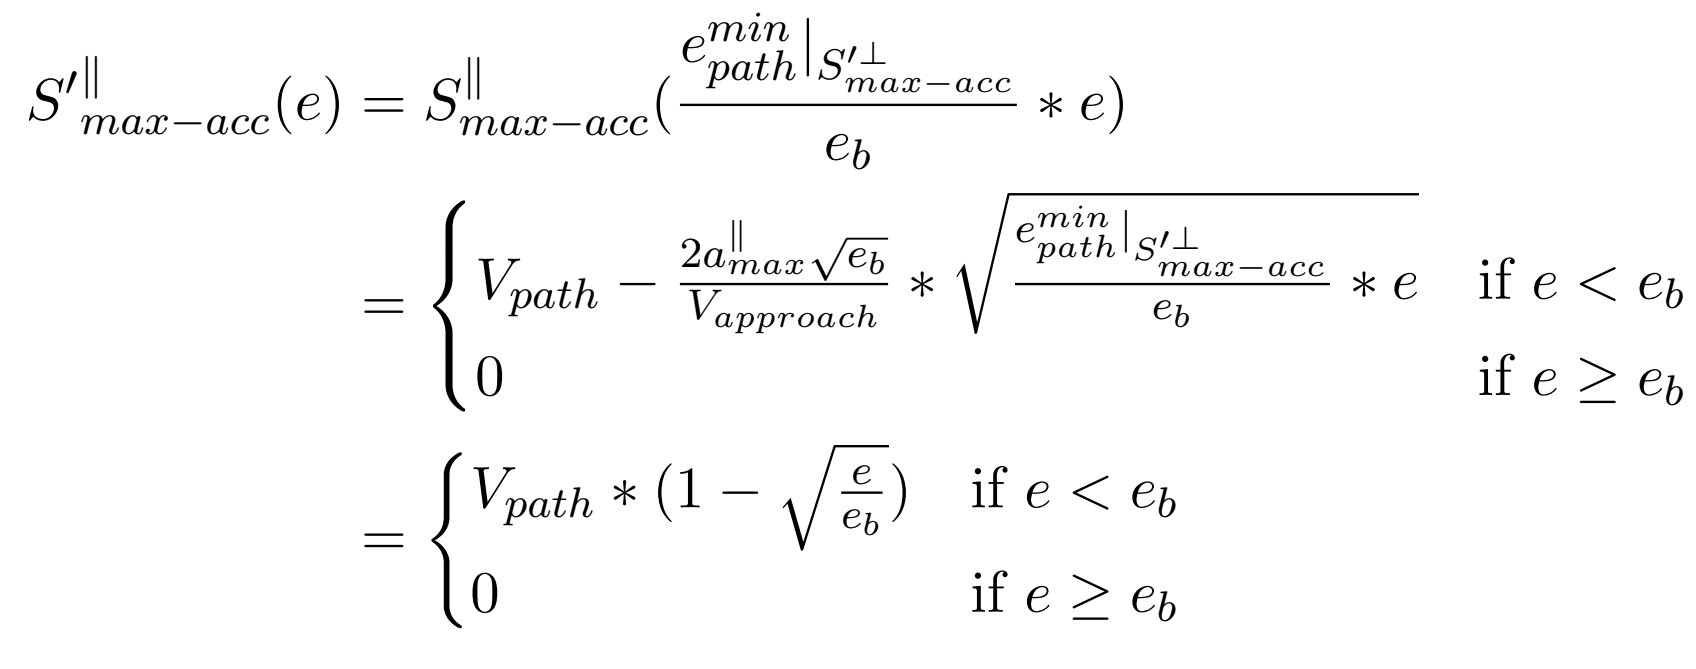 $S'^{\parallel}_{max-acc}(e) = S^{\parallel}_{max-acc}(\frac{e^{min}_{path}|_{S'^{\perp}_{max-acc}}}{e_b} * e)$
$= \begin{cases} V_{path} - \frac{2a^{\parallel}_{max}\sqrt{e_b}}{V_{approach}} * \sqrt{\frac{e^{min}_{path}|_{S'^{\perp}_{max-acc}}}{e_b} * e} & \text{if } e < e_b \\ 0 & \text{if } e \geq e_b \end{cases}$
$= \begin{cases} V_{path} * (1 - \sqrt{\frac{e}{e_b}}) & \text{if } e < e_b \\ 0 & \text{if } e \geq e_b \end{cases}$